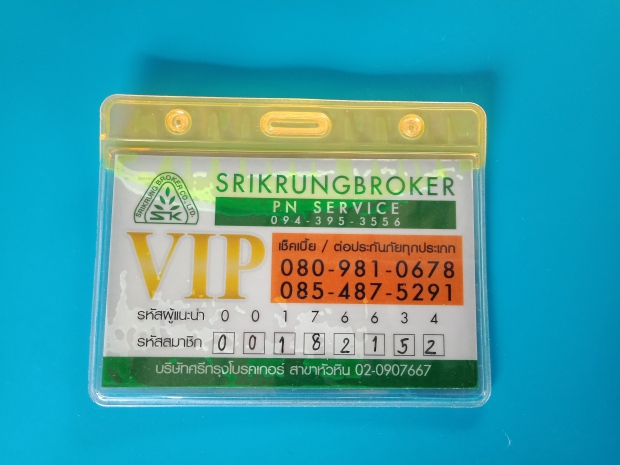 SRIKRUNG BROKER CO., LTD.
SRIKRUNGBROKER
PN SERVICE
094-395-3556
VIP
เช็คเบี้ย / ต่อประกันภัยทุกประเภท
080-981-0678
085-487-5291
รหัสผู้แนะนำ 0 0 1 7 6 6 3 4
รหัสสมาชิก 0 0 1 8 2 1 5 2
บริษัทศรีกรุงโบรคเกอร์ สาขาหัวหิน 02-0907667